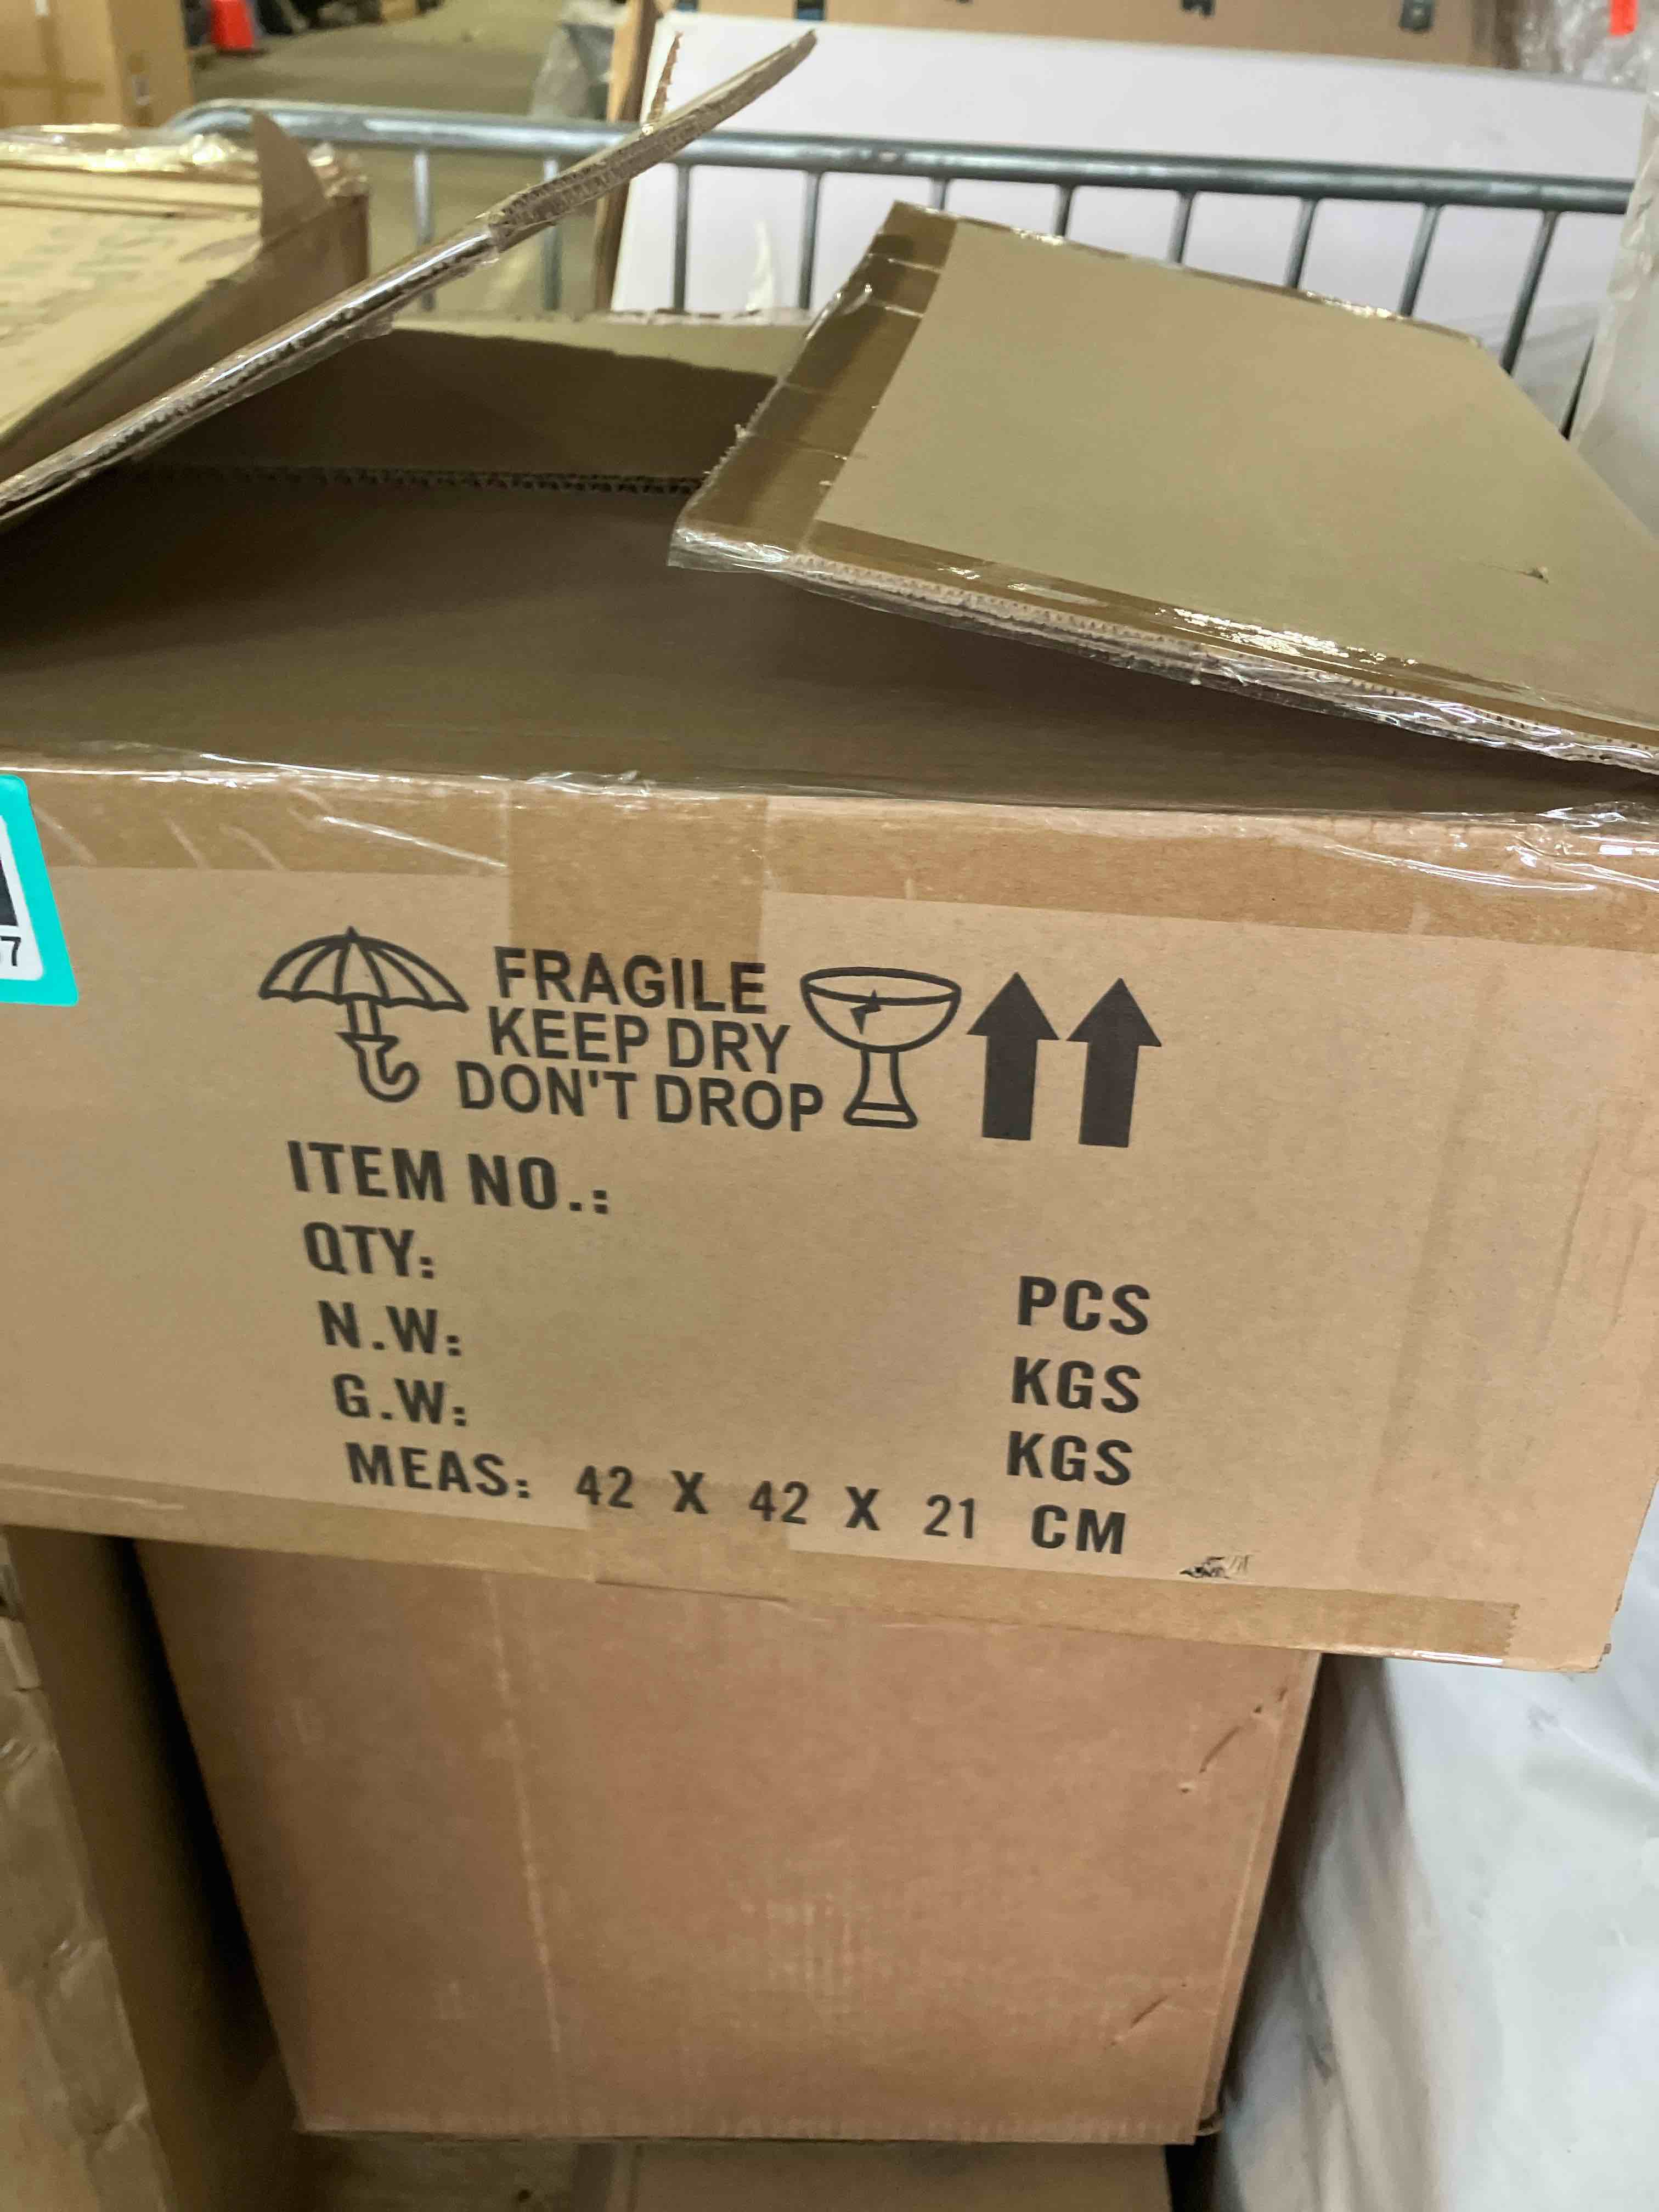 FRAGILE
KEEP DRY
DON'T DROP
ITEM NO.:
QTY: PCS
N.W: KGS
G.W: KGS
MEAS: 42 X 42 X 21 CM